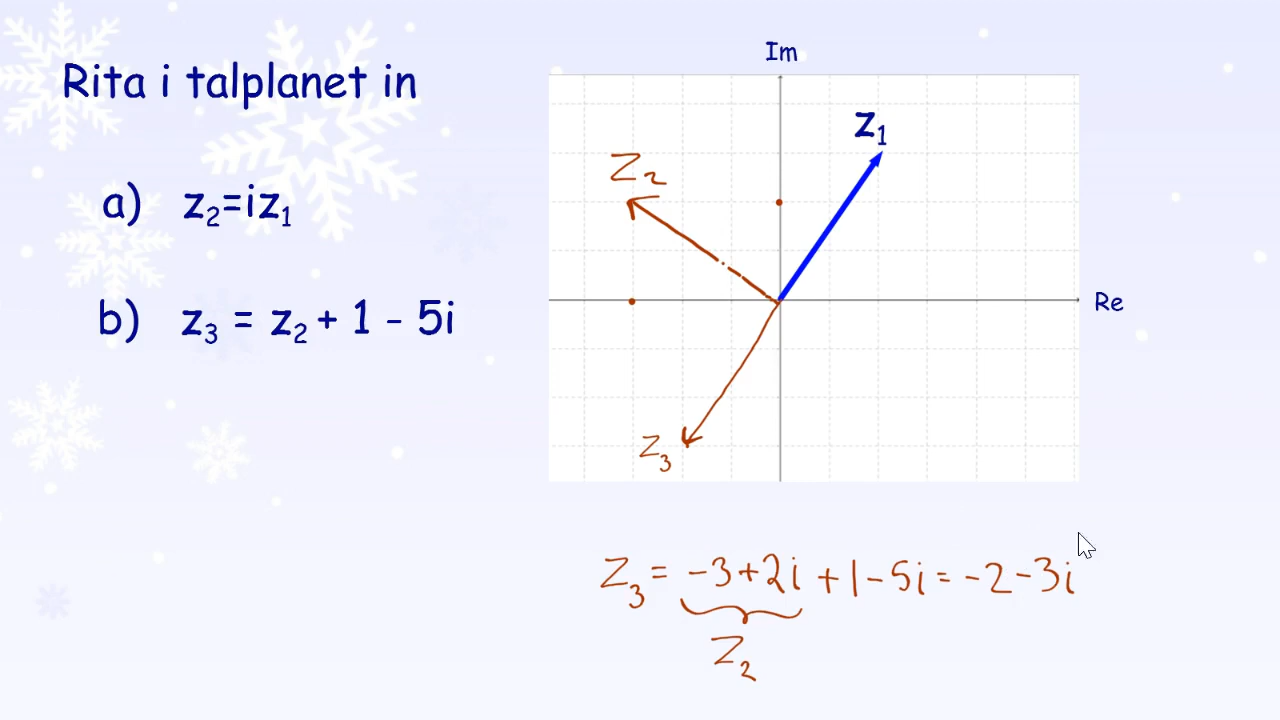 Rita i talplanet in
a) z₂=iz₁
b) z₃ = z₂ + 1 - 5i
Im
z₁
z₂
Re
z₃
z₃ = -3+2i + 1-5i = -2-3i
z₂